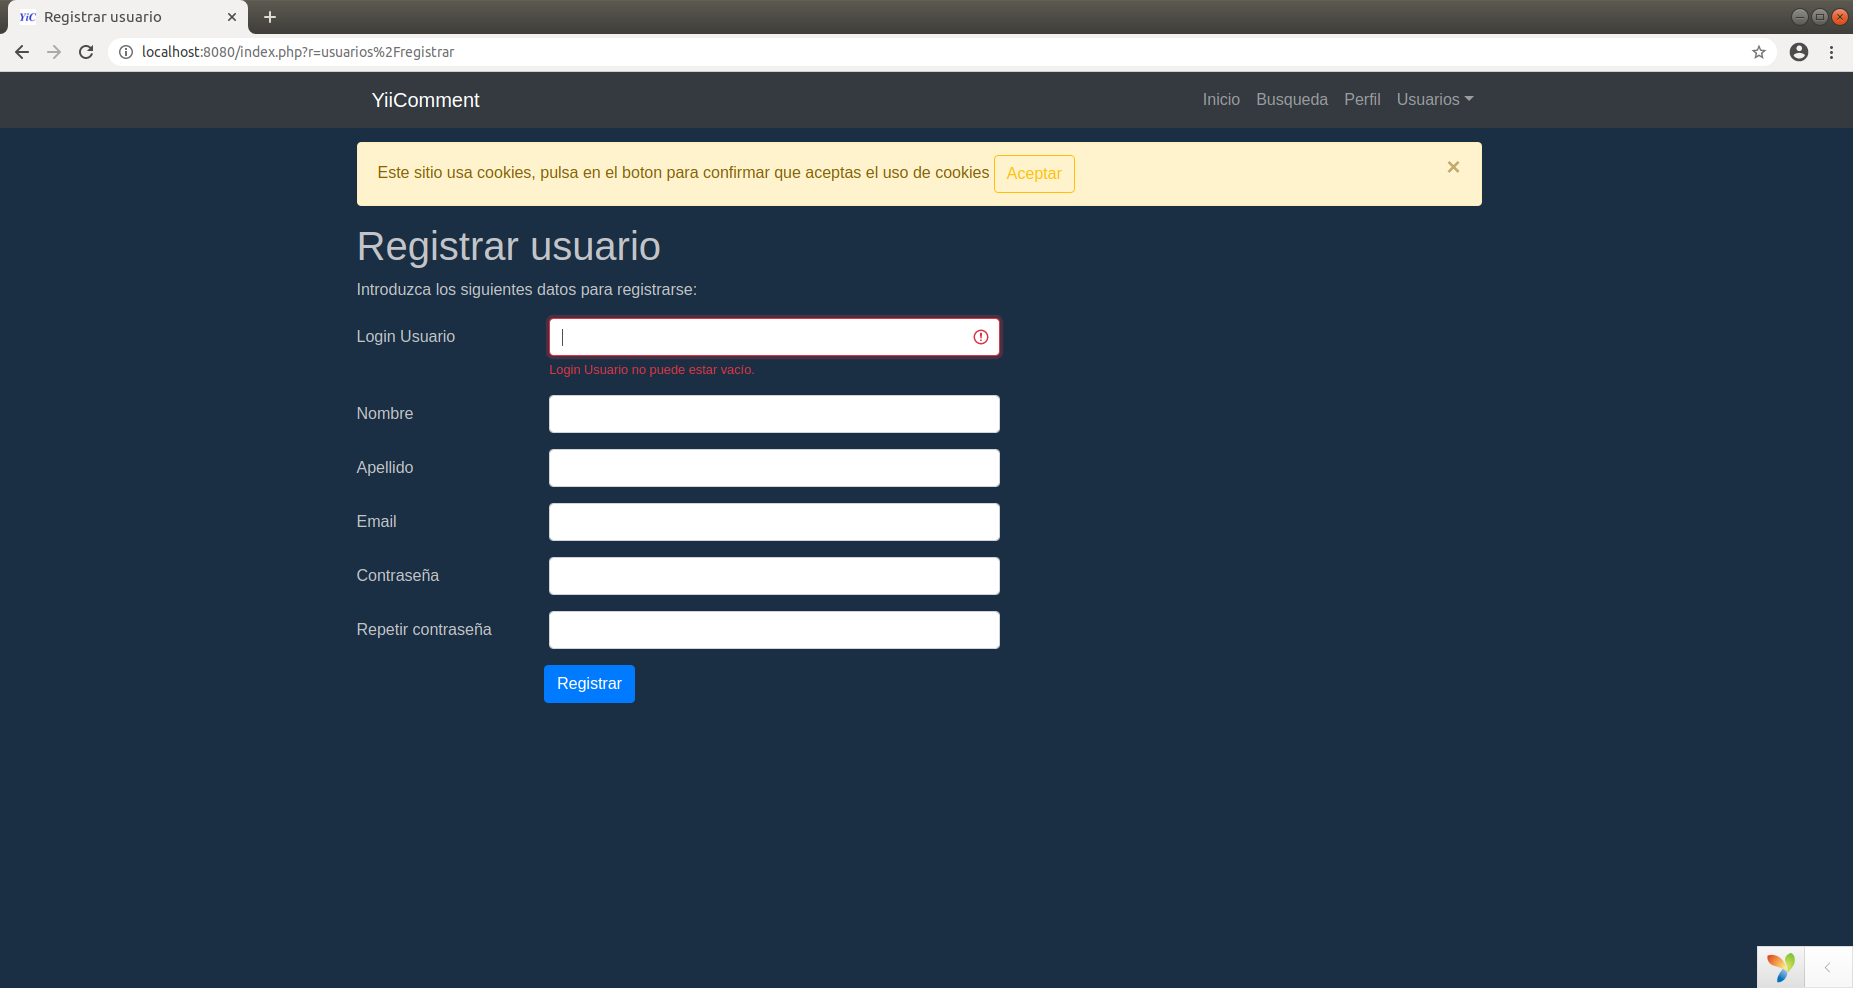 YiC Registrar usuario
localhost:8080/index.php?r=usuarios%2Fregistrar
YiiComment Inicio Busqueda Perfil Usuarios
Este sitio usa cookies, pulsa en el boton para confirmar que aceptas el uso de cookies Aceptar ×
Registrar usuario
Introduzca los siguientes datos para registrarse:
Login Usuario
Login Usuario no puede estar vacío.
Nombre
Apellido
Email
Contraseña
Repetir contraseña
Registrar